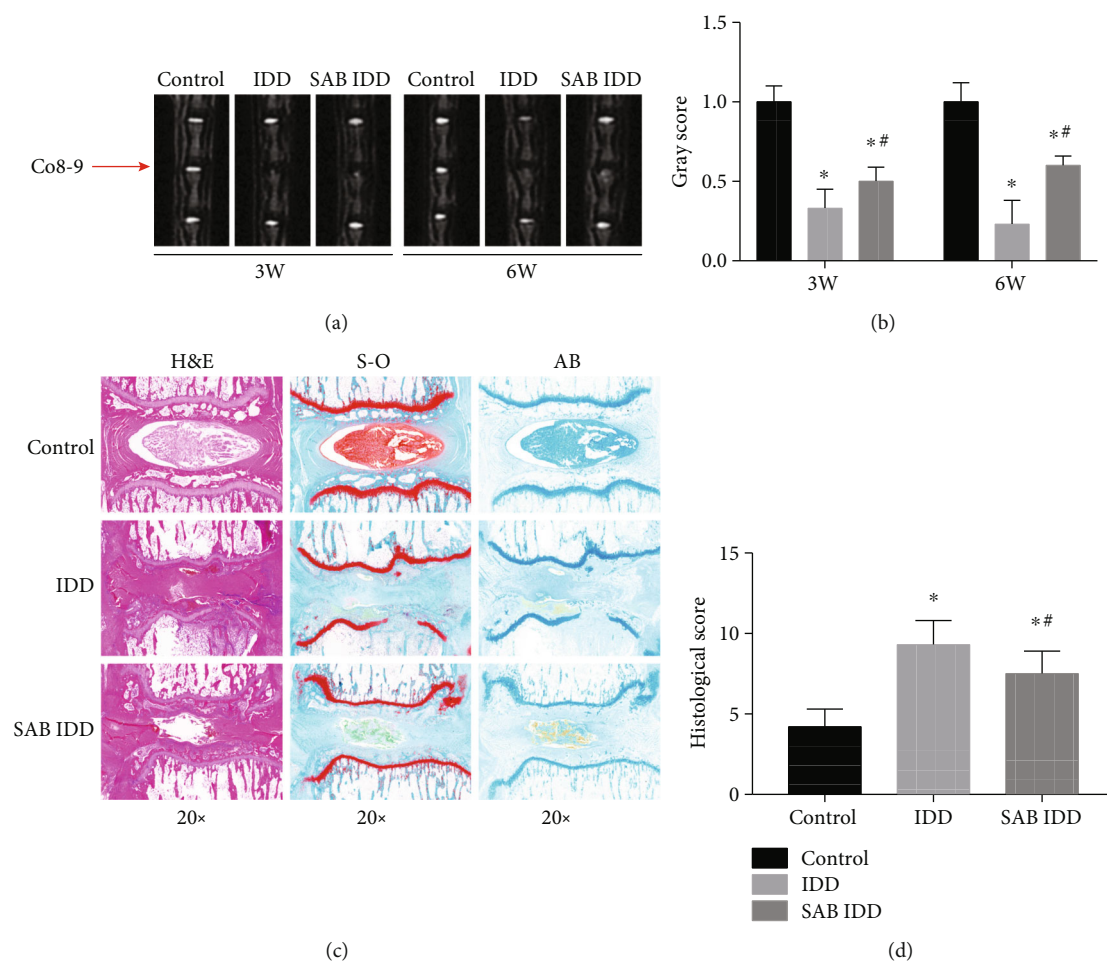 Control IDD SAB IDD Control IDD SAB IDD
Co8-9
3W 6W
(a)
Gray score
1.5
1.0
0.5
0.0
* *# * *#
3W 6W
(b)
H&E S-O AB
Control
IDD
SAB IDD
20× 20× 20×
(c)
Histological score
15
10
5
0
* *#
Control IDD SAB IDD
Control
IDD
SAB IDD
(d)